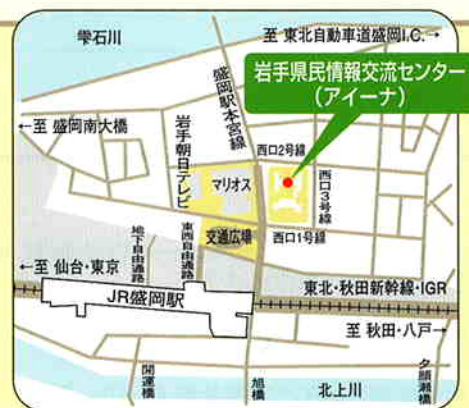 雫石川
至 東北自動車道盛岡I.C.→
岩手県民情報交流センター
（アイーナ）
盛岡駅本宮線
←至 盛岡南大橋
岩手朝日テレビ
西口2号線
マリオス
西口3号線
交通広場
西口1号線
地下自由通路
東西自由通路
←至 仙台・東京
JR盛岡駅
東北・秋田新幹線・IGR
至 秋田・八戸→
開運橋
旭橋
北上川
夕顔瀬橋